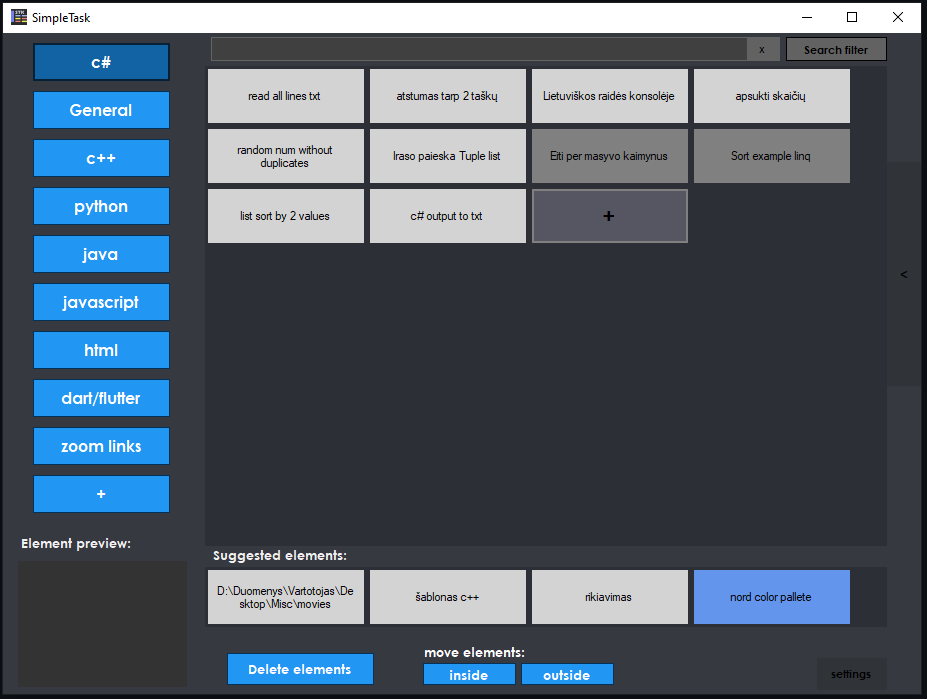 SimpleTask
c#
General
c++
python
java
javascript
html
dart/flutter
zoom links
+
Element preview:
x
Search filter
read all lines txt
atstumas tarp 2 taškų
Lietuviškos raidės konsolėje
apsukti skaičių
random num without
duplicates
Iraso paieska Tuple list
Eiti per masyvo kaimynus
Sort example linq
list sort by 2 values
c# output to txt
+
<
Suggested elements:
D:\Duomenys\Vartotojas\De
sktop\Misc\movies
šablonas c++
rikiavimas
nord color pallete
Delete elements
move elements:
inside
outside
settings